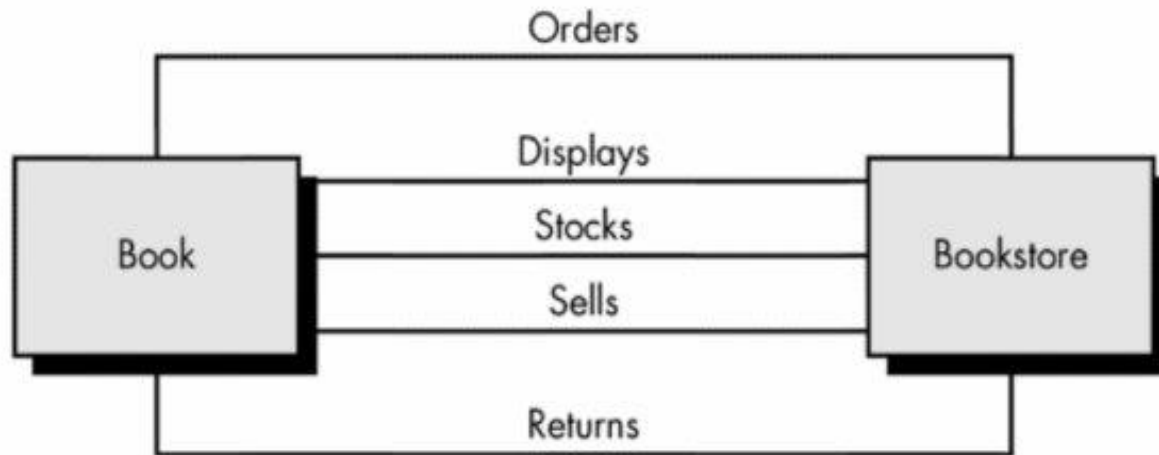 Orders
Displays
Stocks
Book
Bookstore
Sells
Returns